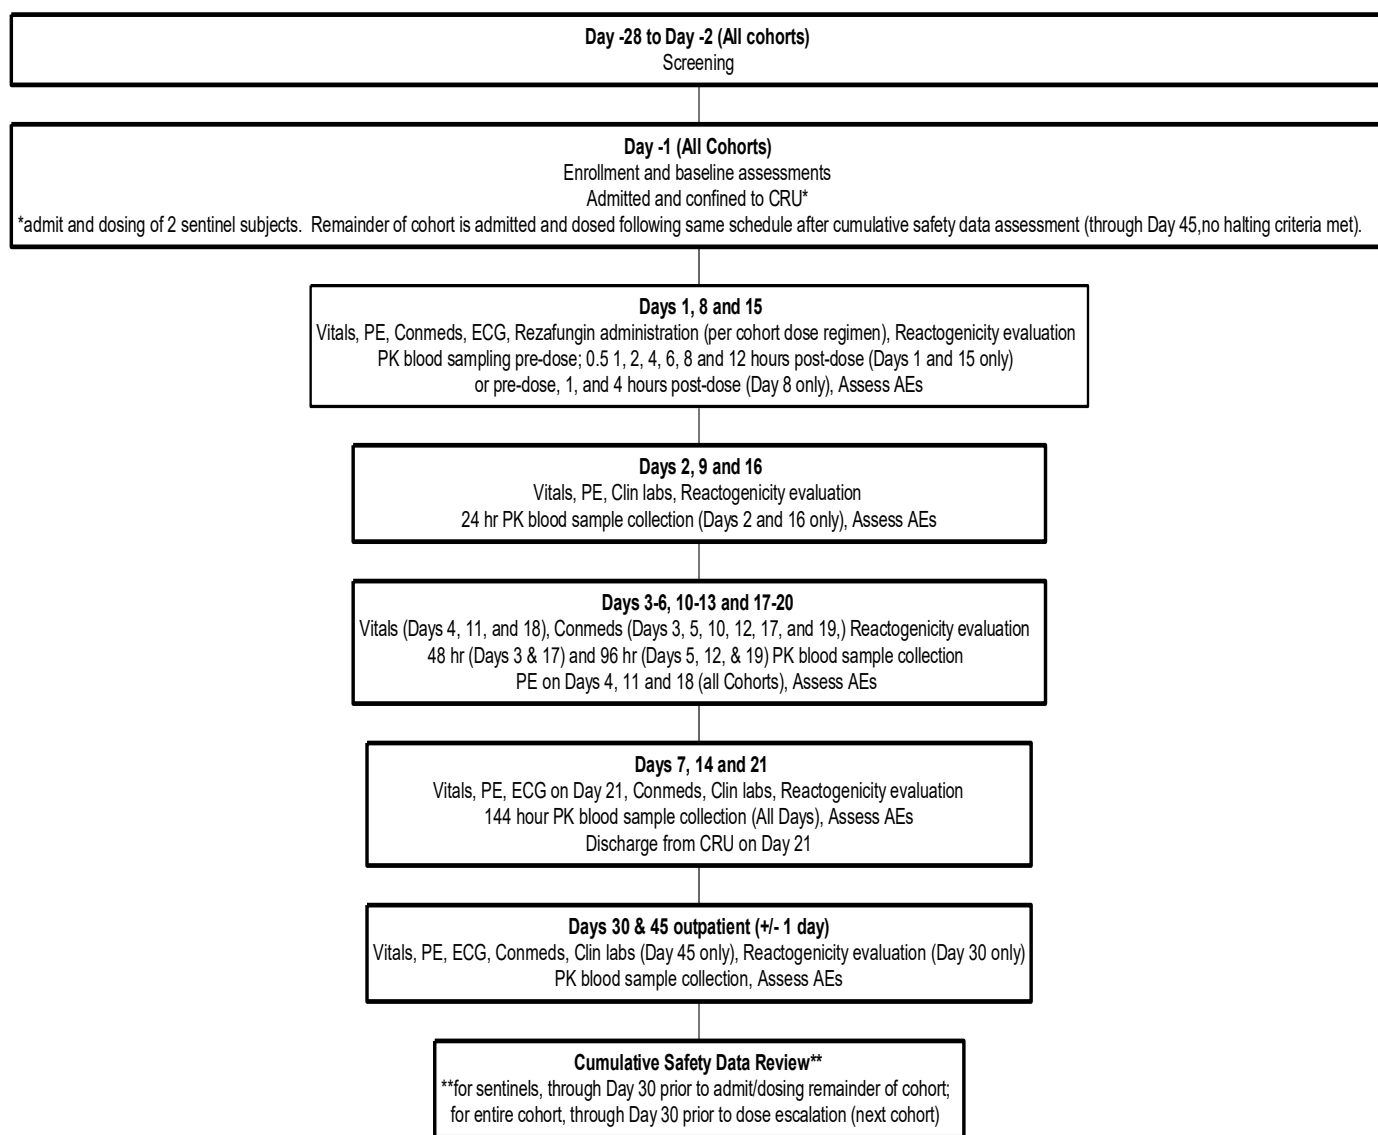 Day -28 to Day -2 (All cohorts)
Screening
Day -1 (All Cohorts)
Enrollment and baseline assessments
Admitted and confined to CRU*
*admit and dosing of 2 sentinel subjects. Remainder of cohort is admitted and dosed following same schedule after cumulative safety data assessment (through Day 45,no halting criteria met).
Days 1, 8 and 15
Vitals, PE, Conmeds, ECG, Rezafungin administration (per cohort dose regimen), Reactogenicity evaluation
PK blood sampling pre-dose; 0.5 1, 2, 4, 6, 8 and 12 hours post-dose (Days 1 and 15 only)
or pre-dose, 1, and 4 hours post-dose (Day 8 only), Assess AEs
Days 2, 9 and 16
Vitals, PE, Clin labs, Reactogenicity evaluation
24 hr PK blood sample collection (Days 2 and 16 only), Assess AEs
Days 3-6, 10-13 and 17-20
Vitals (Days 4, 11, and 18), Conmeds (Days 3, 5, 10, 12, 17, and 19,) Reactogenicity evaluation
48 hr (Days 3 & 17) and 96 hr (Days 5, 12, & 19) PK blood sample collection
PE on Days 4, 11 and 18 (all Cohorts), Assess AEs
Days 7, 14 and 21
Vitals, PE, ECG on Day 21, Conmeds, Clin labs, Reactogenicity evaluation
144 hour PK blood sample collection (All Days), Assess AEs
Discharge from CRU on Day 21
Days 30 & 45 outpatient (+/- 1 day)
Vitals, PE, ECG, Conmeds, Clin labs (Day 45 only), Reactogenicity evaluation (Day 30 only)
PK blood sample collection, Assess AEs
Cumulative Safety Data Review**
**for sentinels, through Day 30 prior to admit/dosing remainder of cohort;
for entire cohort, through Day 30 prior to dose escalation (next cohort)